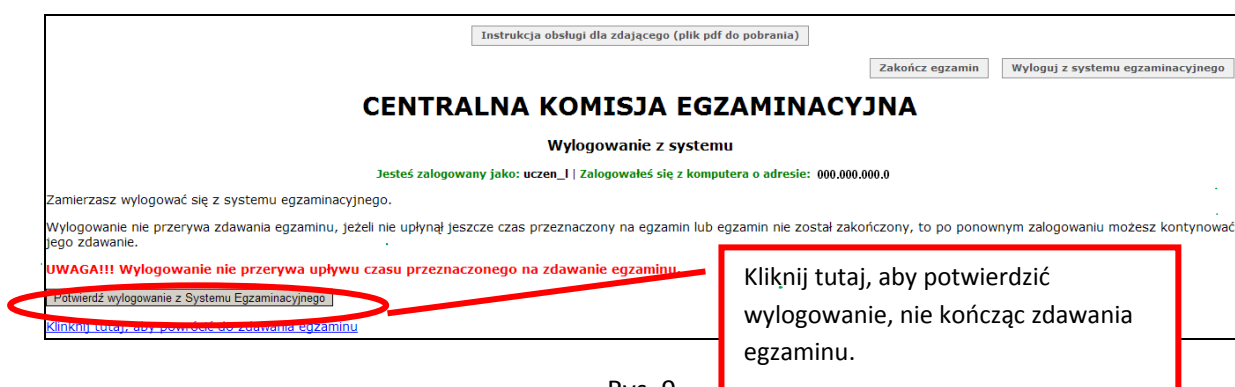 Instrukcja obsługi dla zdającego (plik pdf do pobrania)
Zakończ egzamin Wyloguj z systemu egzaminacyjnego
CENTRALNA KOMISJA EGZAMINACYJNA
Wylogowanie z systemu
Jesteś zalogowany jako: uczen_l | Zalogowałeś się z komputera o adresie: 000.000.000.0
Zamierzasz wylogować się z systemu egzaminacyjnego.
Wylogowanie nie przerywa zdawania egzaminu, jeżeli nie upłynął jeszcze czas przeznaczony na egzamin lub egzamin nie został zakończony, to po ponownym zalogowaniu możesz kontynować
jego zdawanie.
UWAGA!!! Wylogowanie nie przerywa upływu czasu przeznaczonego na zdawanie egzaminu.
Potwierdź wylogowanie z Systemu Egzaminacyjnego
Klinknij tutaj, aby powrócić do zdawania egzaminu
Kliknij tutaj, aby potwierdzić
wylogowanie, nie kończąc zdawania
egzaminu.
Rys. 9